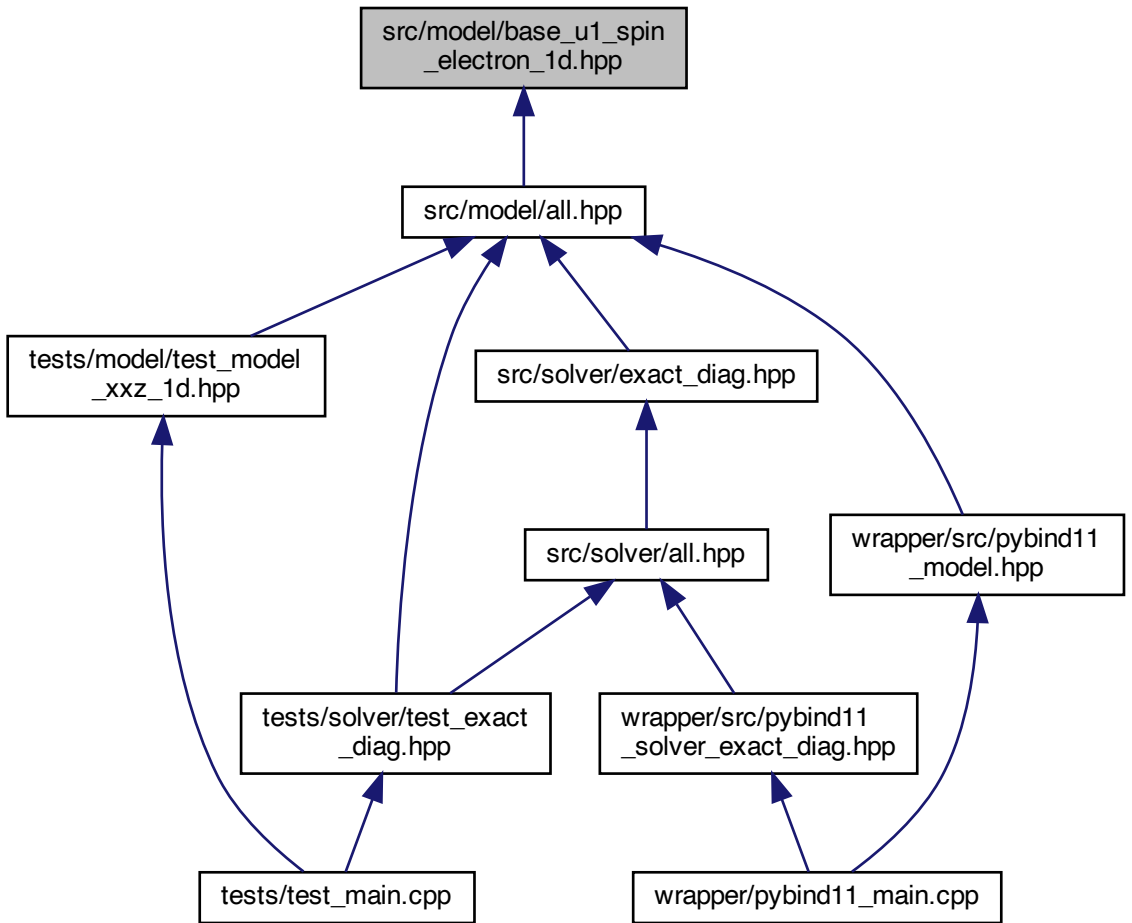 src/model/base_u1_spin
_electron_1d.hpp
src/model/all.hpp
tests/model/test_model
_xxz_1d.hpp
src/solver/exact_diag.hpp
src/solver/all.hpp
wrapper/src/pybind11
_model.hpp
tests/solver/test_exact
_diag.hpp
wrapper/src/pybind11
_solver_exact_diag.hpp
tests/test_main.cpp
wrapper/pybind11_main.cpp